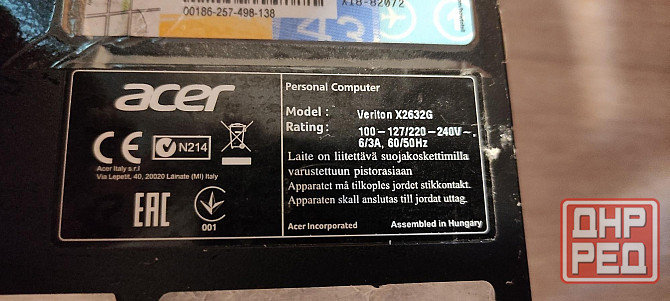 00186-257-498-138
X18-82072
acer
CE N214
Acer Italy s.r.l
Via Lepetit, 40, 20020 Lainate (MI) Italy
EAC
001
Personal Computer
Model : Veriton X2632G
Rating : 100-127/220-240V~.
6/3A, 60/50Hz
Laite on liitettävä suojakoskettimilla
varustettuun pistorasiaan
Apparatet må tilkoples jordet stikkontakt.
Apparaten skall anslutas till jordat uttag.
Acer Incorporated Assembled in Hungary
ДНР
РЕД